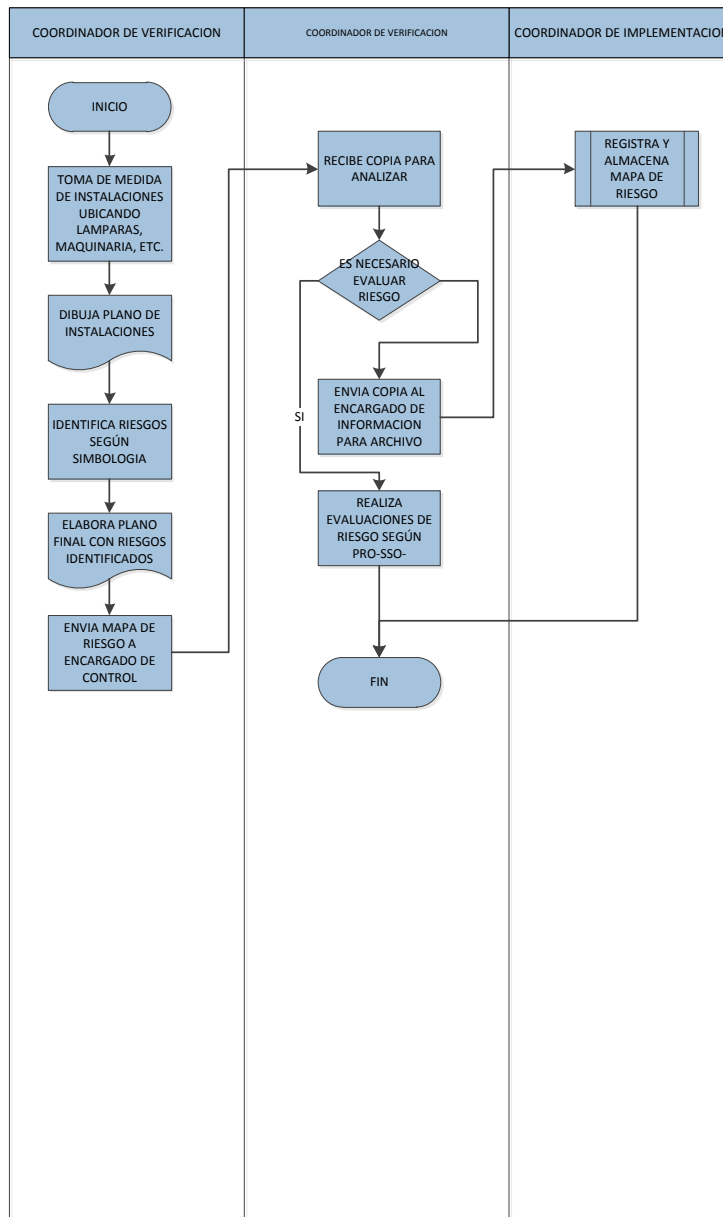 COORDINADOR DE VERIFICACION
COORDINADOR DE VERIFICACION
COORDINADOR DE IMPLEMENTACION
INICIO
TOMA DE MEDIDA
DE INSTALACIONES
UBICANDO
LAMPARAS,
MAQUINARIA, ETC.
DIBUJA PLANO DE
INSTALACIONES
IDENTIFICA RIESGOS
SEGÚN
SIMBOLOGIA
ELABORA PLANO
FINAL CON RIESGOS
IDENTIFICADOS
ENVIA MAPA DE
RIESGO A
ENCARGADO DE
CONTROL
RECIBE COPIA PARA
ANALIZAR
ES NECESARIO
EVALUAR
RIESGO
SI
ENVIA COPIA AL
ENCARGADO DE
INFORMACION
PARA ARCHIVO
REALIZA
EVALUACIONES DE
RIESGO SEGÚN
PRO-SSO-
FIN
REGISTRA Y
ALMACENA
MAPA DE
RIESGO